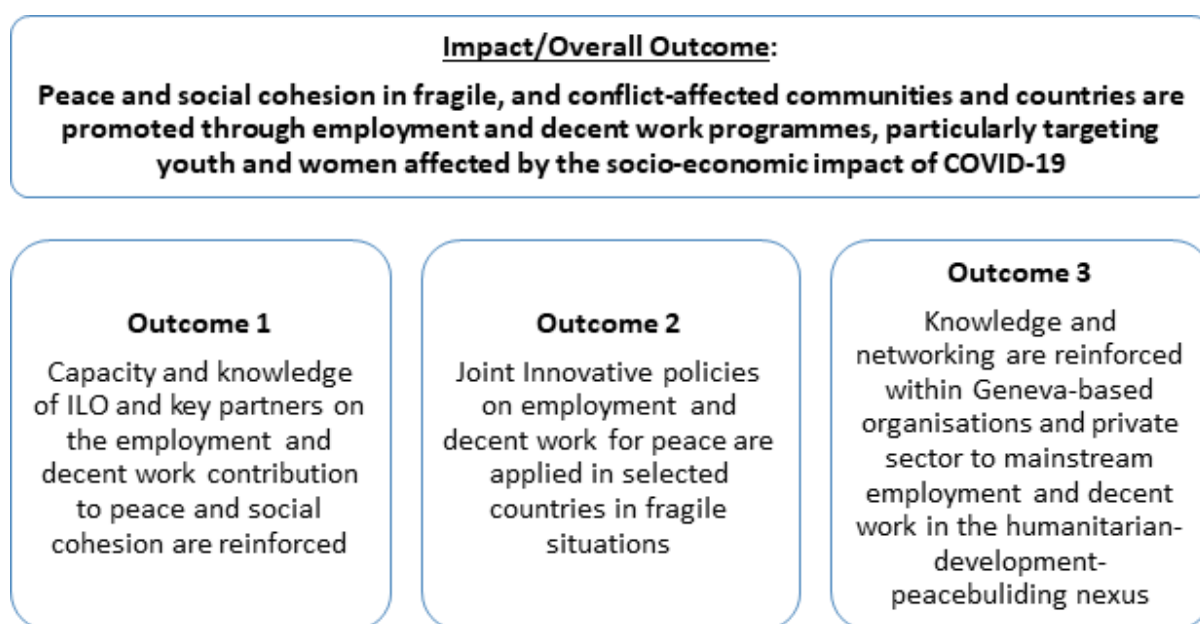 Impact/Overall Outcome:
Peace and social cohesion in fragile, and conflict-affected communities and countries are
promoted through employment and decent work programmes, particularly targeting
youth and women affected by the socio-economic impact of COVID-19
Outcome 1
Capacity and knowledge
of ILO and key partners on
the employment and
decent work contribution
to peace and social
cohesion are reinforced
Outcome 2
Joint Innovative policies
on employment and
decent work for peace are
applied in selected
countries in fragile
situations
Outcome 3
Knowledge and
networking are reinforced
within Geneva-based
organisations and private
sector to mainstream
employment and decent
work in the humanitarian-
development-
peacebuliding nexus